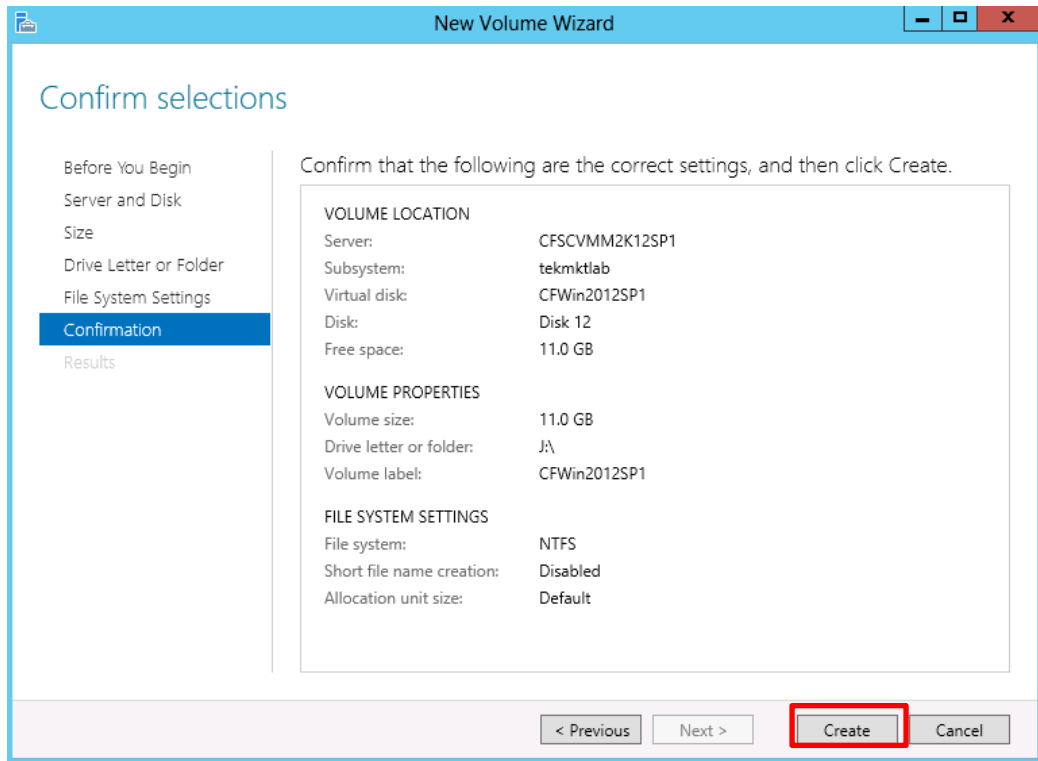 New Volume Wizard
Confirm selections
Before You Begin
Server and Disk
Size
Drive Letter or Folder
File System Settings
Confirmation
Results
Confirm that the following are the correct settings, and then click Create.
VOLUME LOCATION
Server: CFSCVMM2K12SP1
Subsystem: tekmktlab
Virtual disk: CFWin2012SP1
Disk: Disk 12
Free space: 11.0 GB
VOLUME PROPERTIES
Volume size: 11.0 GB
Drive letter or folder: J:\
Volume label: CFWin2012SP1
FILE SYSTEM SETTINGS
File system: NTFS
Short file name creation: Disabled
Allocation unit size: Default
< Previous Next > Create Cancel